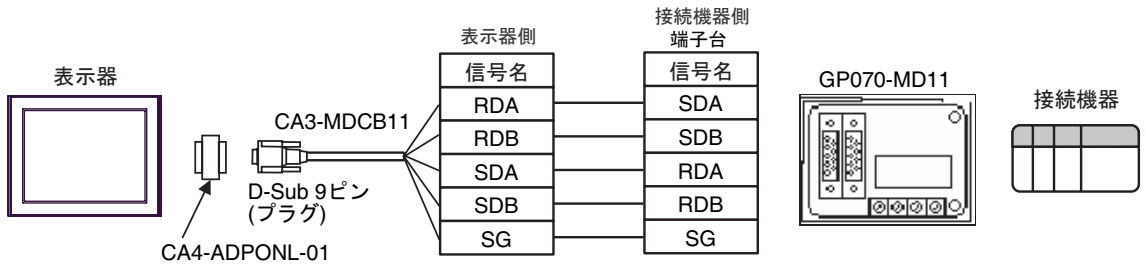 表示器
CA4-ADPONL-01
CA3-MDCB11
D-Sub 9ピン
(プラグ)
表示器側
信号名
RDA
RDB
SDA
SDB
SG
接続機器側
端子台
信号名
SDA
SDB
RDA
RDB
SG
GP070-MD11
接続機器